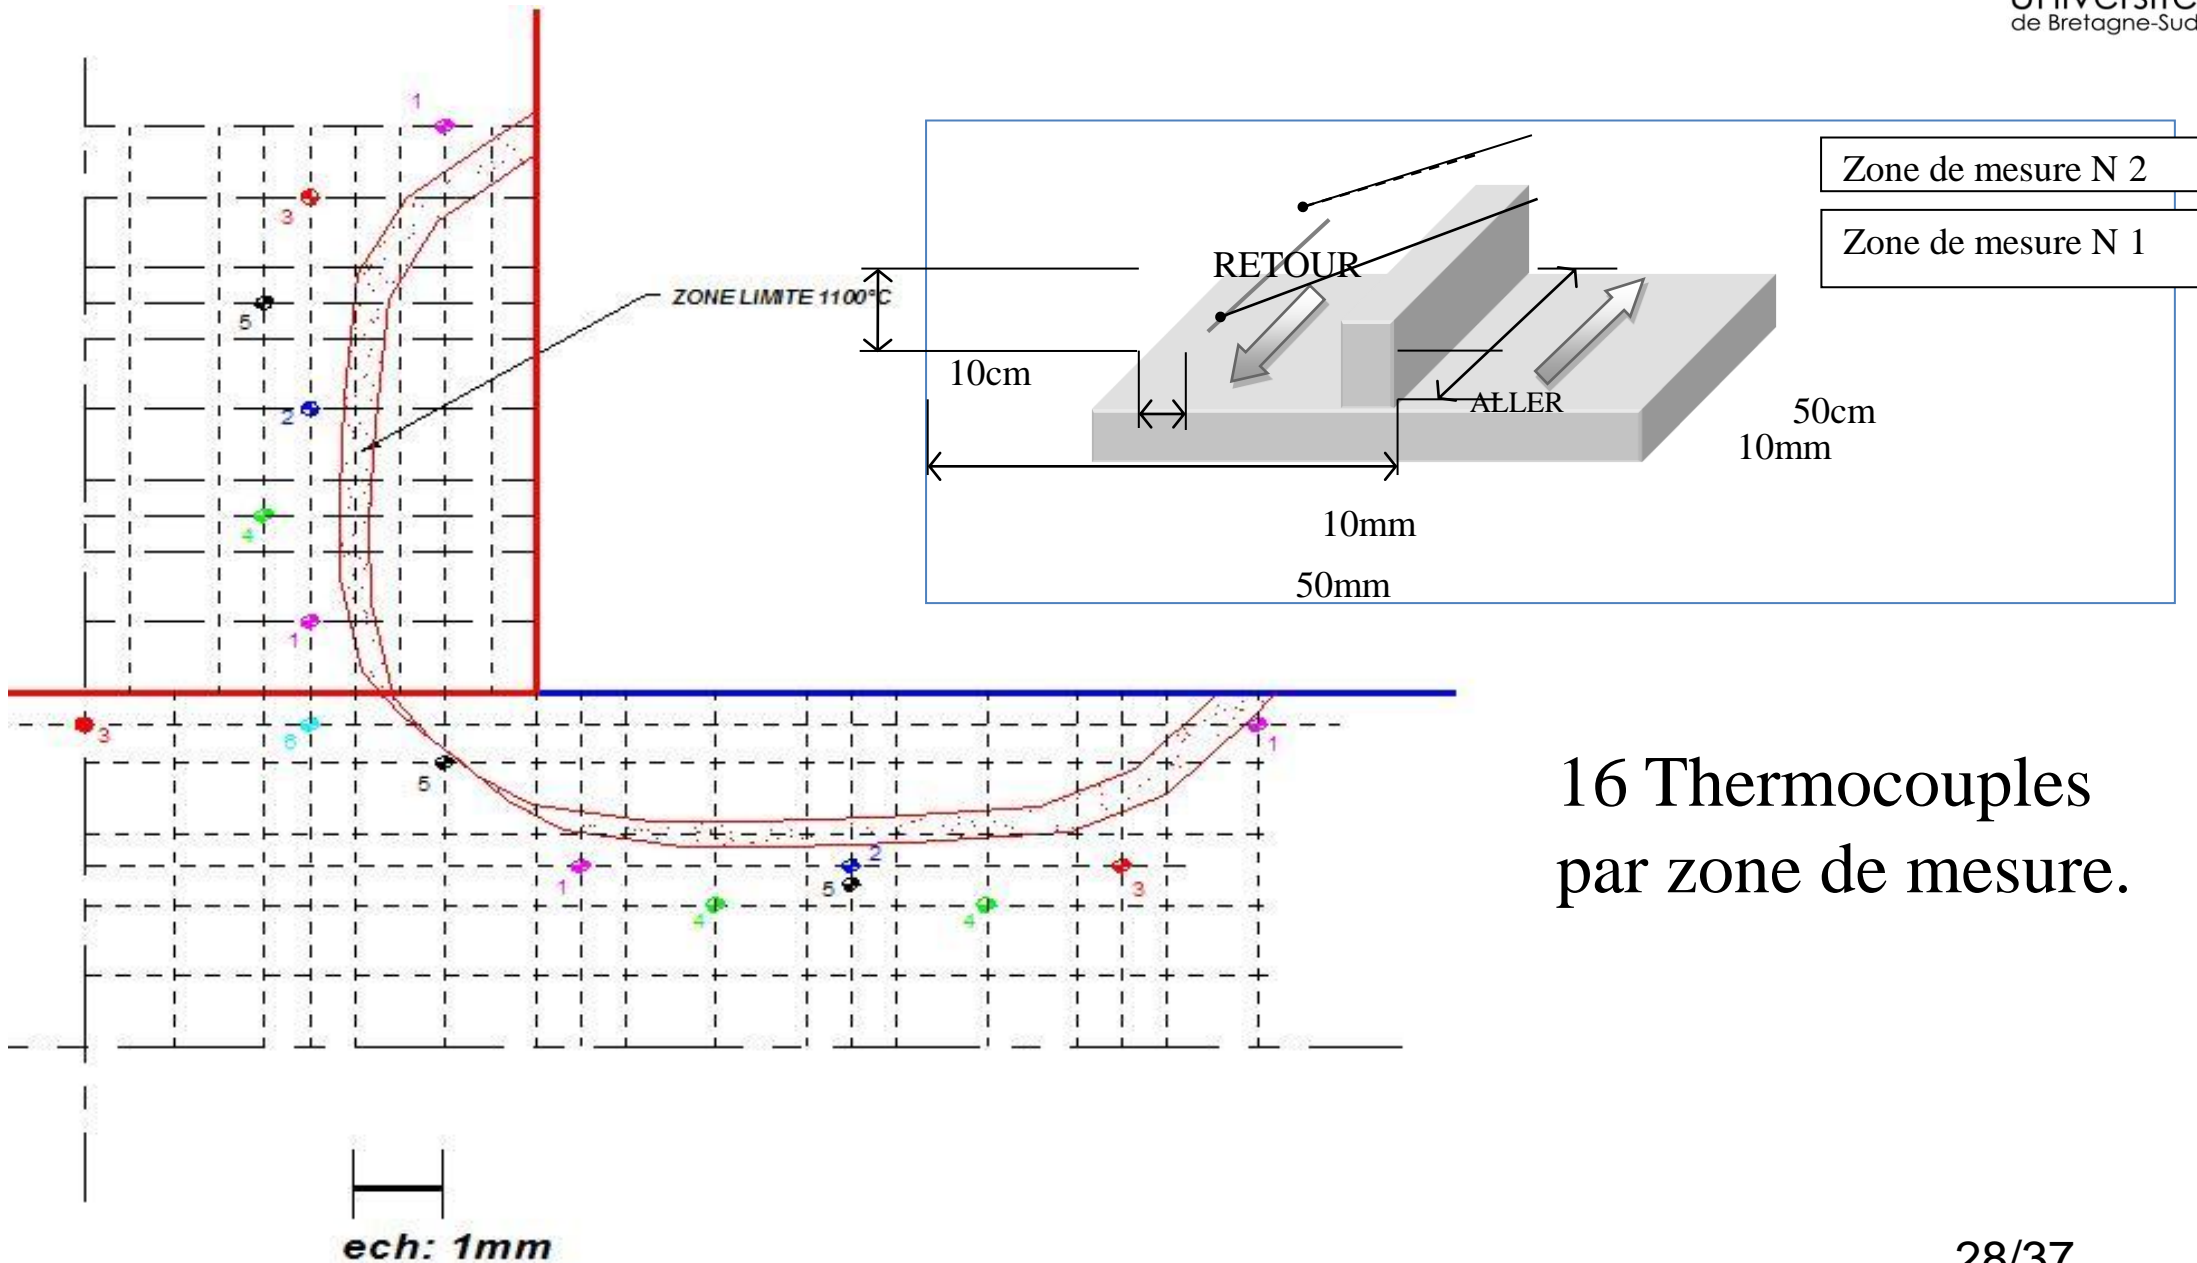 de Bretagne-Sud
1
3
5
2
4
1
ZONE LIMITE 1100°C
Zone de mesure N 2
Zone de mesure N 1
RETOUR
10cm
ALLER
50cm
10mm
10mm
50mm
3
6
5
1
1
2
5
3
4
4
16 Thermocouples
par zone de mesure.
ech: 1mm
28/37